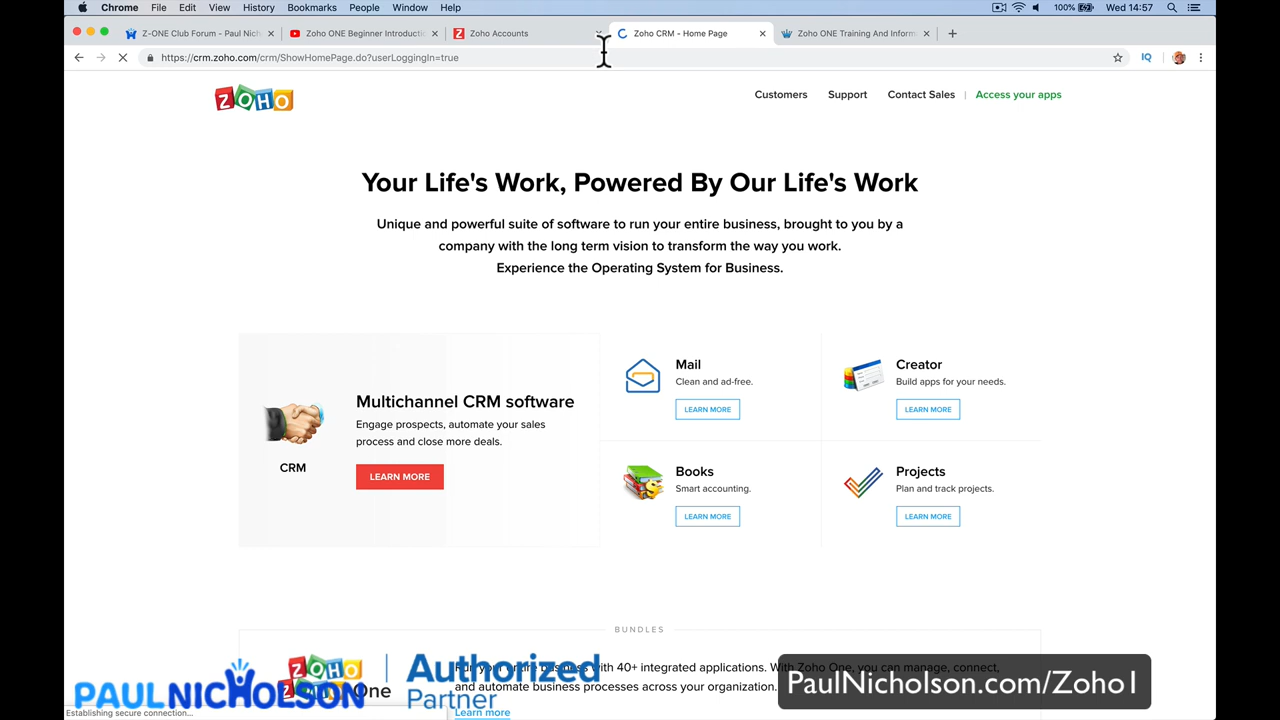 Chrome File Edit View History Bookmarks People Window Help 100% Wed 14:57
Z-ONE Club Forum - Paul Nich Zoho ONE Beginner Introductic Zoho Accounts Zoho CRM - Home Page Zoho ONE Training And Inform
https://crm.zoho.com/crm/ShowHomePage.do?userLoggingIn=true IQ
ZOHO Customers Support Contact Sales | Access your apps
Your Life's Work, Powered By Our Life's Work
Unique and powerful suite of software to run your entire business, brought to you by a
company with the long term vision to transform the way you work.
Experience the Operating System for Business.
CRM
Multichannel CRM software
Engage prospects, automate your sales
process and close more deals.
LEARN MORE
Mail
Clean and ad-free.
LEARN MORE
Creator
Build apps for your needs.
LEARN MORE
Books
Smart accounting.
LEARN MORE
Projects
Plan and track projects.
LEARN MORE
BUNDLES
ZOHO
One
your entire business with 40+ integrated applications. With Zoho One, you can manage, connect,
and automate business processes across your organization.
Learn more
PAUL NICHOLSON
Authorized
Partner
PaulNicholson.com/Zoho1
Establishing secure connection...